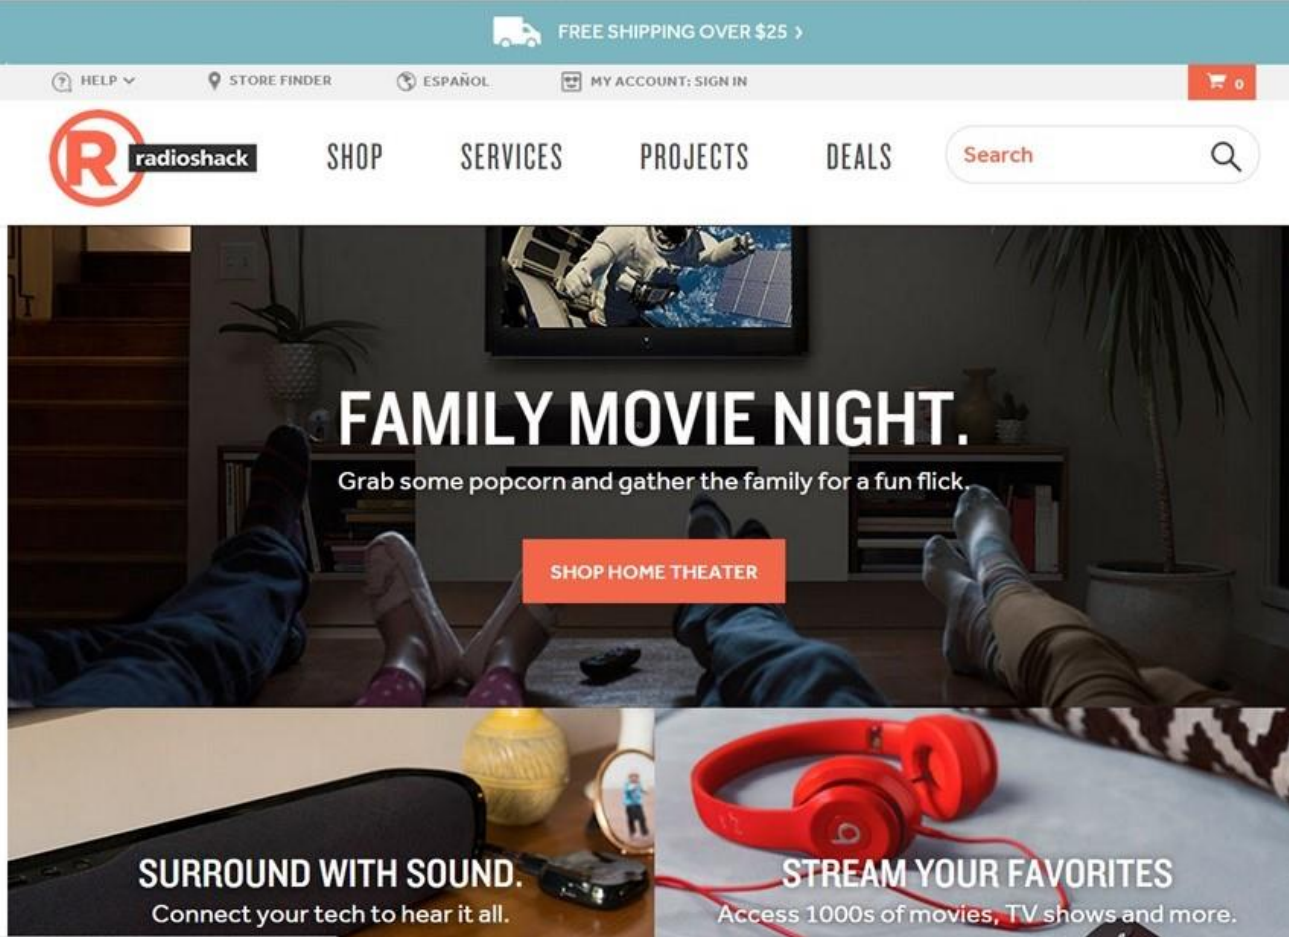 FREE SHIPPING OVER $25 >
HELP
STORE FINDER
ESPAÑOL
MY ACCOUNT: SIGN IN
0
R radioshack
SHOP
SERVICES
PROJECTS
DEALS
Search
FAMILY MOVIE NIGHT.
Grab some popcorn and gather the family for a fun flick.
SHOP HOME THEATER
SURROUND WITH SOUND.
Connect your tech to hear it all.
b
STREAM YOUR FAVORITES
Access 1000s of movies, TV shows and more.